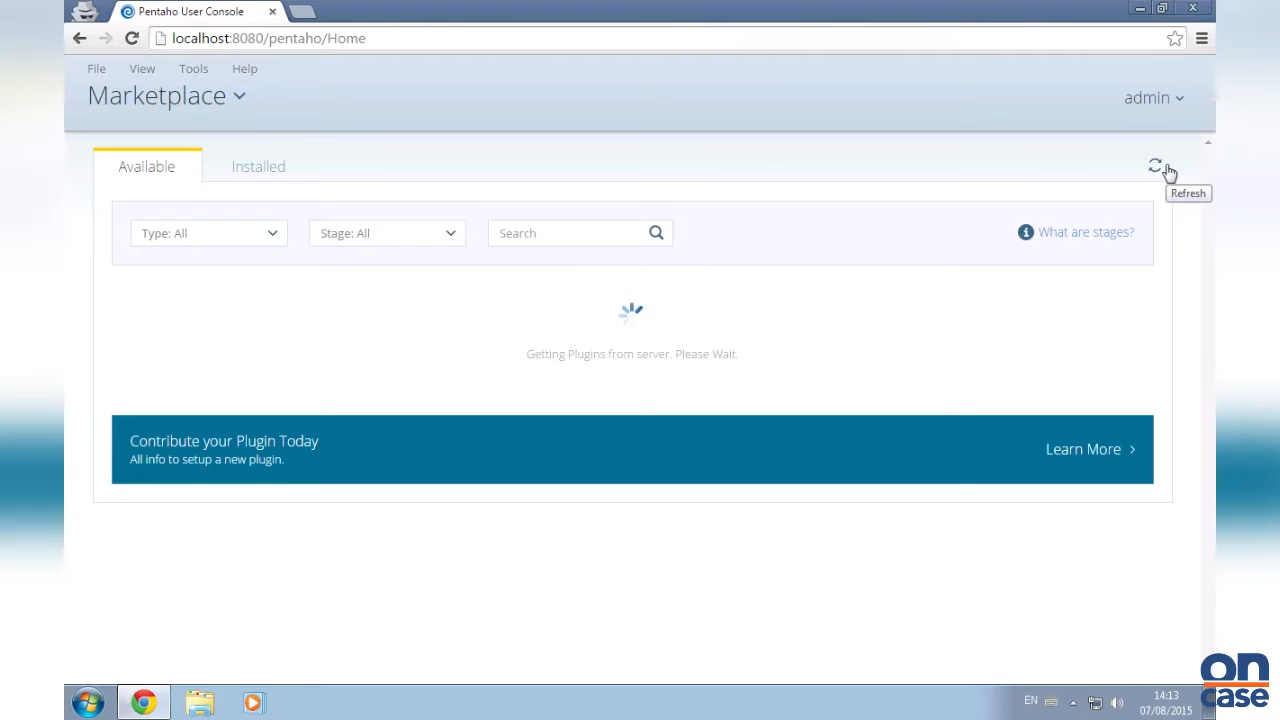 Pentaho User Console
localhost:8080/pentaho/Home
File View Tools Help
Marketplace
admin
Available Installed
Refresh
Type: All Stage: All Search What are stages?
Getting Plugins from server. Please Wait.
Contribute your Plugin Today
All info to setup a new plugin.
Learn More
EN
14:13
07/08/2015
on
case